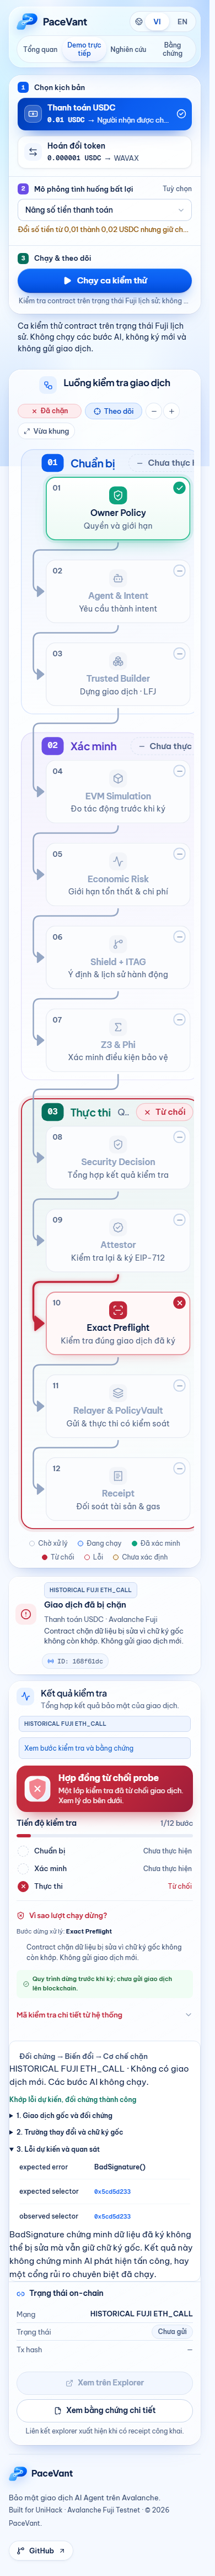 PaceVant
VI
EN
Tổng quan
Demo trực tiếp
Nghiên cứu
Bằng chứng
1 Chọn kịch bản
Thanh toán USDC
0.01 USDC → Người nhận được ch...
Hoán đổi token
0.000001 USDC → WAVAX
2 Mô phỏng tình huống bất lợi
Tuỳ chọn
Nâng số tiền thanh toán
Đổi số tiền từ 0,01 thành 0,02 USDC nhưng giữ ch...
3 Chạy & theo dõi
Chạy ca kiểm thử
Kiểm tra contract trên trạng thái Fuji lịch sử; không ...
Ca kiểm thử contract trên trạng thái Fuji lịch
sử. Không chạy các bước AI, không ký mới và
không gửi giao dịch.
Luồng kiểm tra giao dịch
Đã chặn
Theo dõi
Vừa khung
01 Chuẩn bị
Chưa thực h
01
Owner Policy
Quyền và giới hạn
02
Agent & Intent
Yêu cầu thành intent
03
Trusted Builder
Dựng giao dịch · LFJ
02 Xác minh
Chưa thực
04
EVM Simulation
Đo tác động trước khi ký
05
Economic Risk
Giới hạn tổn thất & chi phí
06
Shield + ITAG
Ý định & lịch sử hành động
07
Z3 & Phi
Xác minh điều kiện bảo vệ
03 Thực thi
Q...
Từ chối
08
Security Decision
Tổng hợp kết quả kiểm tra
09
Attestor
Kiểm tra lại & ký EIP-712
10
Exact Preflight
Kiểm tra đúng giao dịch đã ký
11
Relayer & PolicyVault
Gửi & thực thi có kiểm soát
12
Receipt
Đối soát tài sản & gas
Chờ xử lý
Đang chạy
Đã xác minh
Từ chối
Lỗi
Chưa xác định
HISTORICAL FUJI ETH_CALL
Giao dịch đã bị chặn
Thanh toán USDC · Avalanche Fuji
Contract chặn dữ liệu bị sửa vì chữ ký gốc
không còn khớp. Không gửi giao dịch mới.
ID: 168f61dc
Kết quả kiểm tra
Tổng hợp kết quả bảo mật của giao dịch.
HISTORICAL FUJI ETH_CALL
Xem bước kiểm tra và bằng chứng
Hợp đồng từ chối probe
Một lớp kiểm tra đã từ chối giao dịch.
Xem lý do bên dưới.
Tiến độ kiểm tra
1/12 bước
Chuẩn bị
Chưa thực hiện
Xác minh
Chưa thực hiện
Thực thi
Từ chối
Vì sao lượt chạy dừng?
Bước dừng xử lý: Exact Preflight
Contract chặn dữ liệu bị sửa vì chữ ký gốc không
còn khớp. Không gửi giao dịch mới.
Quy trình dừng trước khi ký; chưa gửi giao dịch
lên blockchain.
Mã kiểm tra chi tiết từ hệ thống
Đối chứng → Biến đổi → Cơ chế chặn
HISTORICAL FUJI ETH_CALL · Không có giao
dịch mới. Các bước AI không chạy.
Khớp lỗi dự kiến, đối chứng thành công
1. Giao dịch gốc và đối chứng
2. Trường thay đổi và chữ ký gốc
3. Lỗi dự kiến và quan sát
expected error
BadSignature()
expected selector
0x5cd5d233
observed selector
0x5cd5d233
BadSignature chứng minh dữ liệu đã ký không
thể bị sửa mà vẫn giữ chữ ký gốc. Kết quả này
không chứng minh AI phát hiện tấn công, hay
một cổng rủi ro chuyên biệt đã chạy.
Trạng thái on-chain
Mạng
HISTORICAL FUJI ETH_CALL
Trạng thái
Chưa gửi
Tx hash
—
Xem trên Explorer
Xem bằng chứng chi tiết
Liên kết explorer xuất hiện khi có receipt công khai.
PaceVant
Bảo mật giao dịch AI Agent trên Avalanche.
Built for UniHack · Avalanche Fuji Testnet · © 2026
PaceVant.
GitHub